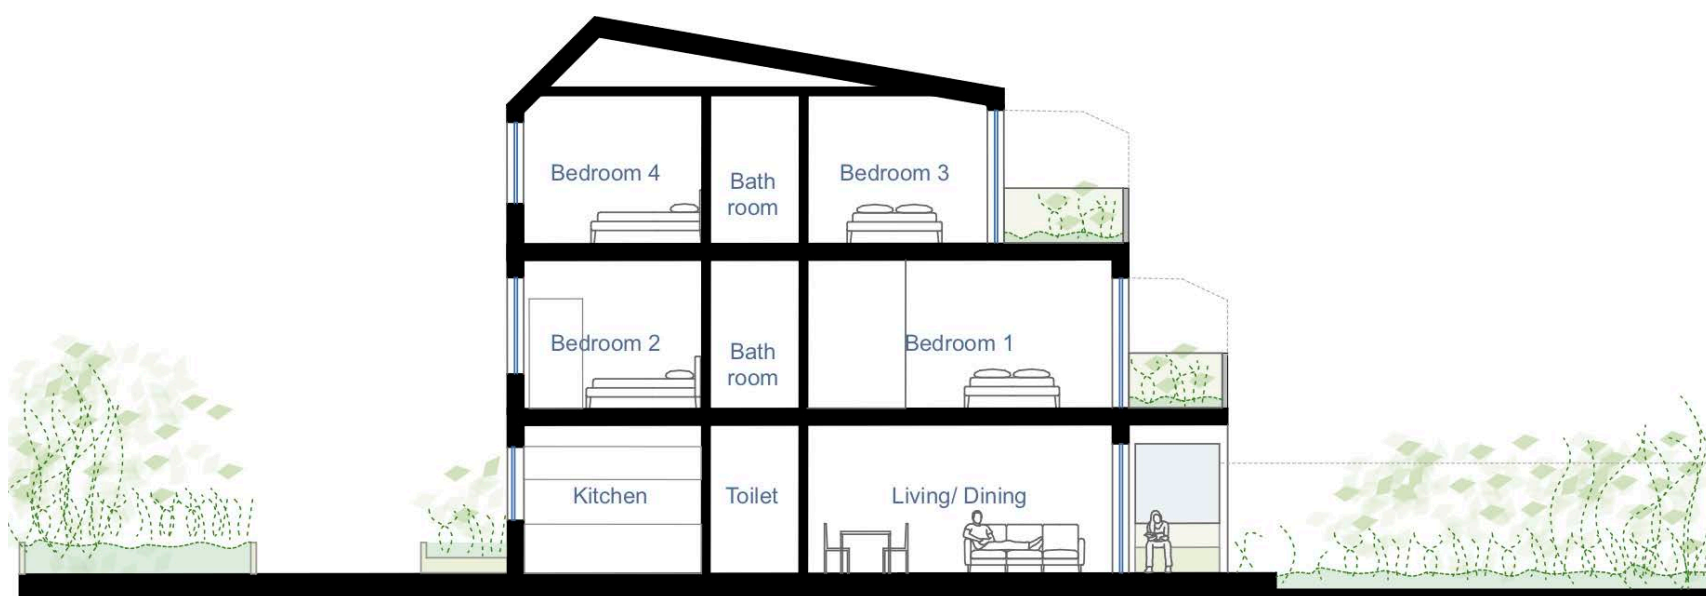 Bedroom 4
Bath
room
Bedroom 3
Bedroom 2
Bath
room
Bedroom 1
Kitchen
Toilet
Living/ Dining